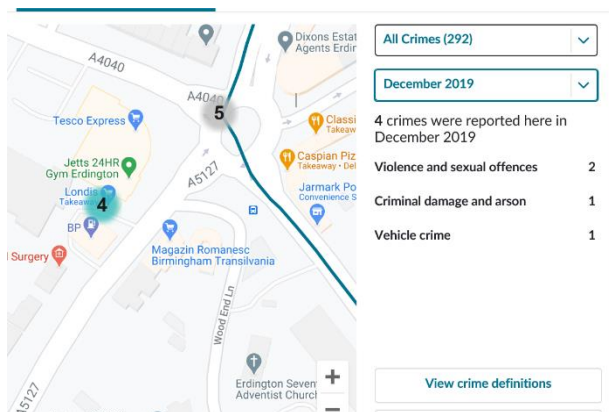 Dixons Estat
Agents Erdir
A4040
A4040
5
Tesco Express
Classi
Takeaw
Jetts 24HR
Gym Erdington
Caspian Piz
Takeaway • Del
A5127
Londis
Takeaway
4
Jarmark Po
Convenience S
BP
Surgery
Magazin Romanesc
Birmingham Transilvania
Wood End Ln
Erdington Seven
Adventist Church
A5127
+
All Crimes (292)
December 2019
4 crimes were reported here in
December 2019
Violence and sexual offences 2
Criminal damage and arson 1
Vehicle crime 1
View crime definitions